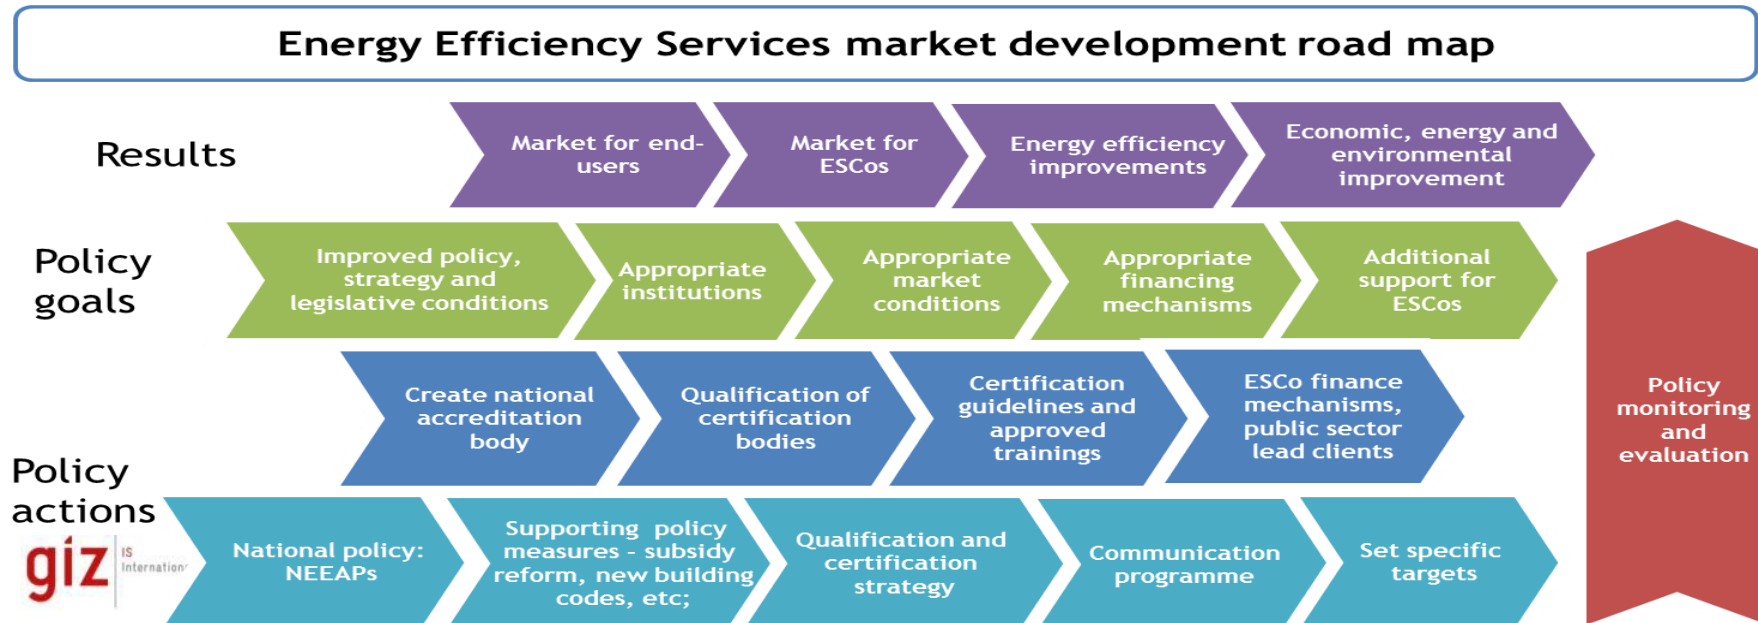 Energy Efficiency Services market development road map
Results
Market for end-
users
Market for
ESCos
Energy efficiency
improvements
Economic, energy and
environmental
improvement
Policy
goals
Improved policy,
strategy and
legislative conditions
Appropriate
institutions
Appropriate
market
conditions
Appropriate
financing
mechanisms
Additional
support for
ESCos
Policy
actions
Create national
accreditation
body
Qualification of
certification
bodies
Certification
guidelines and
approved
trainings
ESCo finance
mechanisms,
public sector
lead clients
National policy:
NEEAPs
Supporting policy
measures - subsidy
reform, new building
codes, etc;
Qualification and
certification
strategy
Communication
programme
Set specific
targets
Policy
monitoring
and
evaluation
giz
IS
Internation